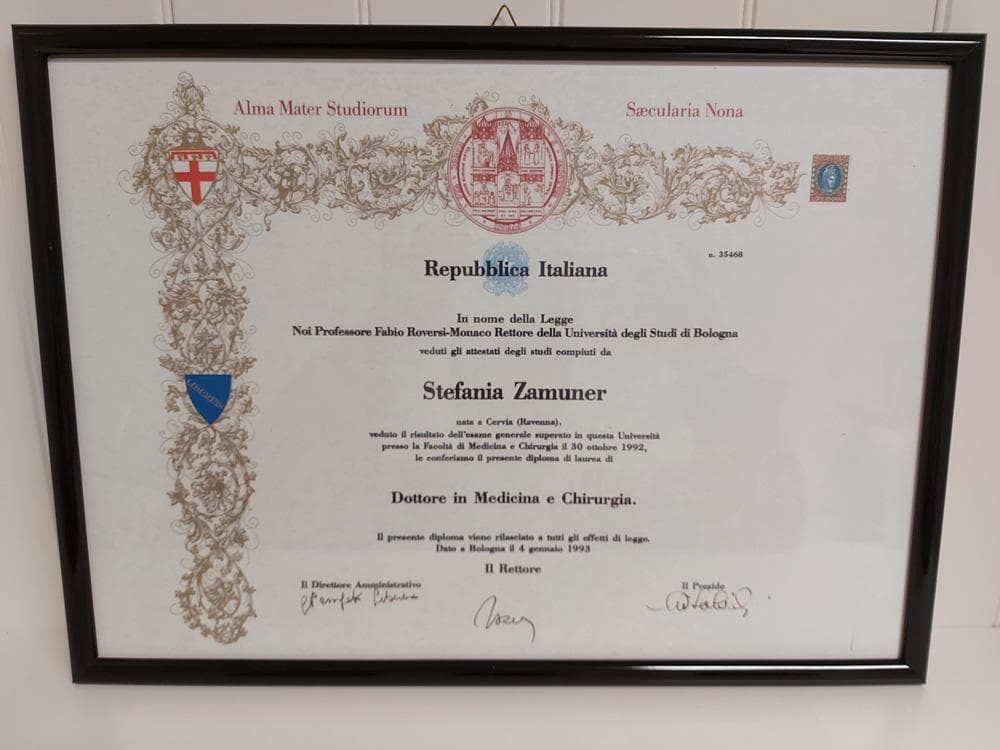 Alma Mater Studiorum
Sæcularia Nona
n. 35468
Repubblica Italiana
In nome della Legge
Noi Professore Fabio Roversi-Monaco Rettore della Università degli Studi di Bologna
veduti gli attestati degli studi compiuti da
Stefania Zamuner
nata a Cervia (Ravenna),
veduto il risultato dell'esame generale superato in questa Università
presso la Facoltà di Medicina e Chirurgia il 30 ottobre 1992,
le conferiamo il presente diploma di laurea di
Dottore in Medicina e Chirurgia.
Il presente diploma viene rilasciato a tutti gli effetti di legge.
Dato a Bologna il 4 gennaio 1993
Il Rettore
Il Direttore Amministrativo
Il Preside